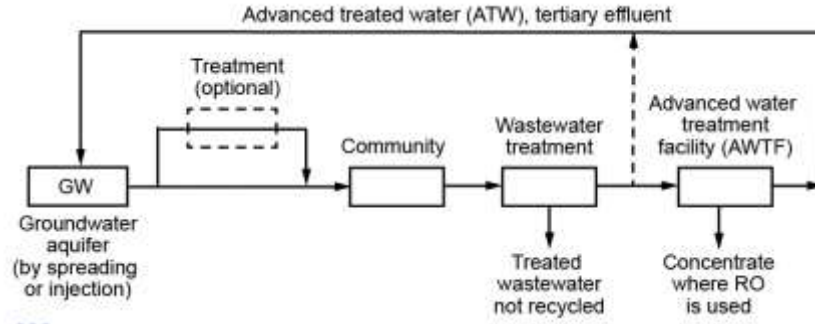 Advanced treated water (ATW), tertiary effluent
Treatment
(optional)
Community
Wastewater
treatment
Advanced water
treatment
facility (AWTF)
GW
Groundwater
aquifer
(by spreading
or injection)
Treated
wastewater
not recycled
Concentrate
where RO
is used